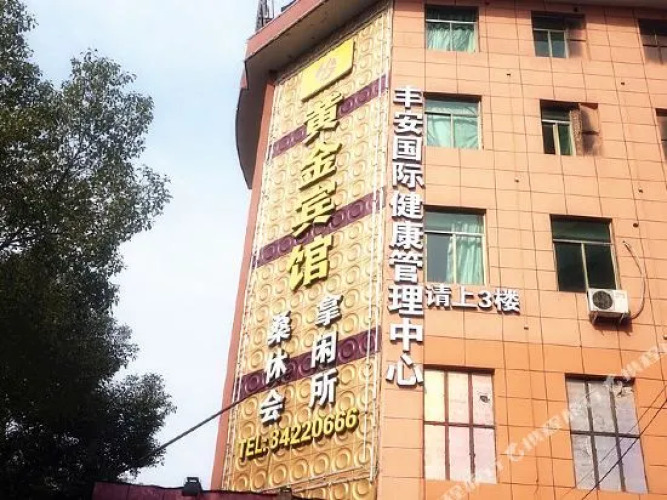 黄金宾馆
桑拿
休闲
会所
TEL:84220666
丰安国际健康管理中心
请上3楼